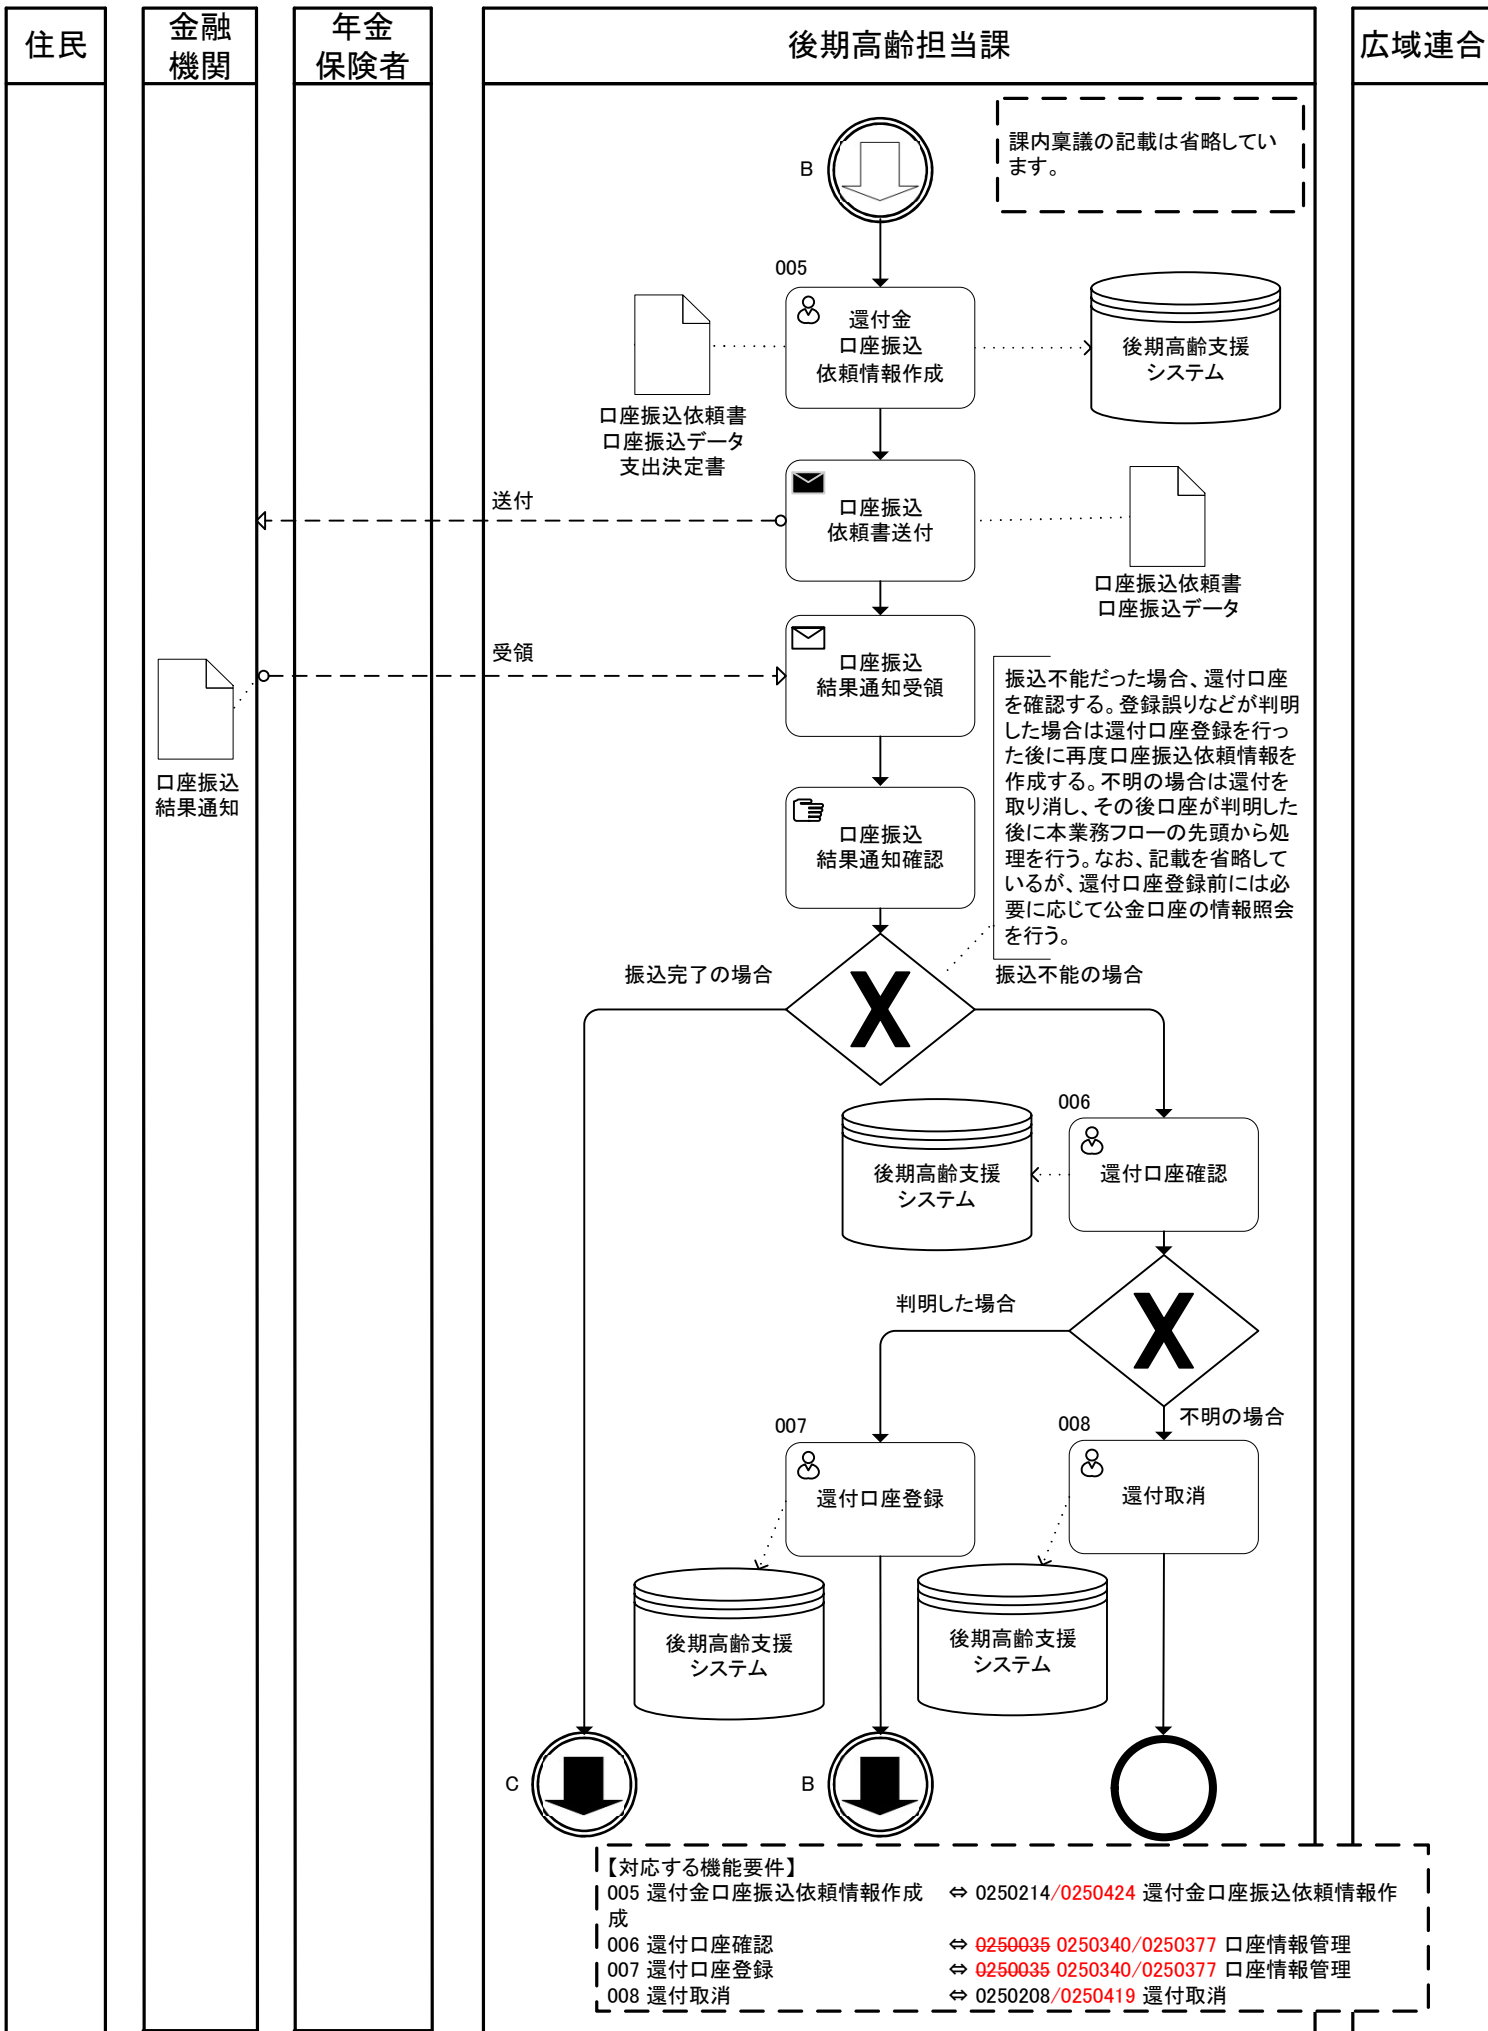 住民
金融
機関
年金
保険者
後期高齢担当課
広域連合
課内稟議の記載は省略してい
ます。
B
005
還付金
口座振込
依頼情報作成
後期高齢支援
システム
口座振込依頼書
口座振込データ
支出決定書
送付
口座振込
依頼書送付
口座振込依頼書
口座振込データ
受領
口座振込
結果通知受領
口座振込
結果通知
振込不能だった場合、還付口座
を確認する。登録誤りなどが判明
した場合は還付口座登録を行っ
た後に再度口座振込依頼情報を
作成する。不明の場合は還付を
取り消し、その後口座が判明した
後に本業務フローの先頭から処
理を行う。なお、記載を省略して
いるが、還付口座登録前には必
要に応じて公金口座の情報照会
を行う。
口座振込
結果通知確認
振込完了の場合
振込不能の場合
X
006
還付口座確認
後期高齢支援
システム
判明した場合
X
不明の場合
007
還付口座登録
008
還付取消
後期高齢支援
システム
後期高齢支援
システム
C
B
【対応する機能要件】
005 還付金口座振込依頼情報作成 ⇔ 0250214/0250424 還付金口座振込依頼情報作
成
006 還付口座確認 ⇔ 0250035 0250340/0250377 口座情報管理
007 還付口座登録 ⇔ 0250035 0250340/0250377 口座情報管理
008 還付取消 ⇔ 0250208/0250419 還付取消